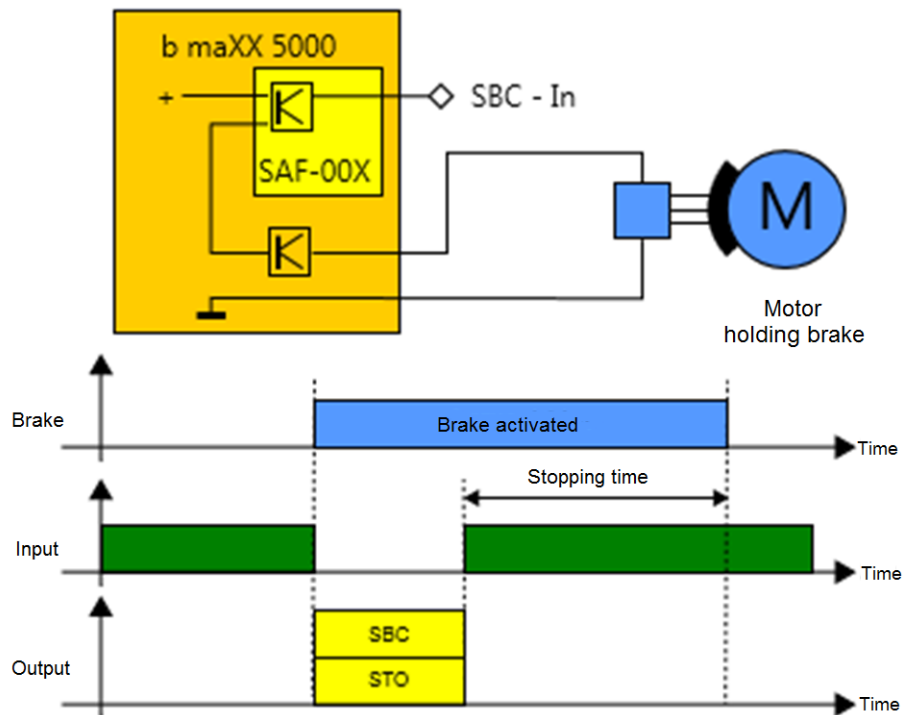 b maXX 5000
+
SBC - In
SAF-00X
M
Motor
holding brake
Brake
Brake activated
Time
Stopping time
Input
Time
SBC
Output
STO
Time